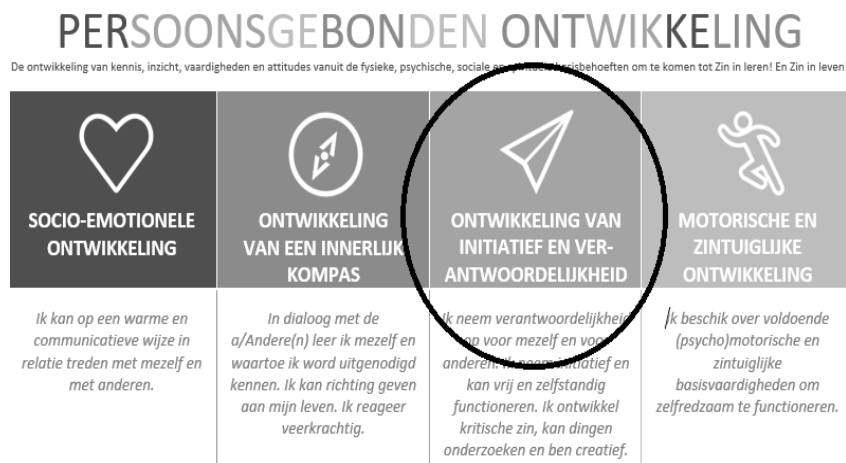 PERSOONSGEBONDEN ONTWIKKELING
De ontwikkeling van kennis, inzicht, vaardigheden en attitudes vanuit de fysieke, psychische, sociale en spirituele basisbehoeften om te komen tot Zin in leren! En Zin in leven!
SOCIO-EMOTIONELE
ONTWIKKELING
Ik kan op een warme en
communicatieve wijze in
relatie treden met mezelf en
met anderen.
ONTWIKKELING
VAN EEN INNERLIJK
KOMPAS
In dialoog met de
a/Andere(n) leer ik mezelf en
waartoe ik word uitgenodigd
kennen. Ik kan richting geven
aan mijn leven. Ik reageer
veerkrachtig.
ONTWIKKELING VAN
INITIATIEF EN VER-
ANTWOORDELIJKHEID
Ik neem verantwoordelijkheid
op voor mezelf en voor
anderen. Ik neem initiatief en
kan vrij en zelfstandig
functioneren. Ik ontwikkel
kritische zin, kan dingen
onderzoeken en ben creatief.
MOTORISCHE EN
ZINTUIGLIJKE
ONTWIKKELING
Ik beschik over voldoende
(psycho)motorische en
zintuiglijke
basisvaardigheden om
zelfredzaam te functioneren.